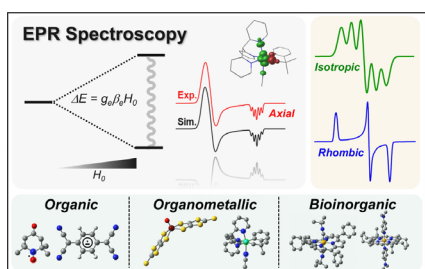 EPR Spectroscopy
ΔE = gₑβₑH₀
H₀
Exp.
Axial
Sim.
Isotropic
Rhombic
Organic
Organometallic
Bioinorganic